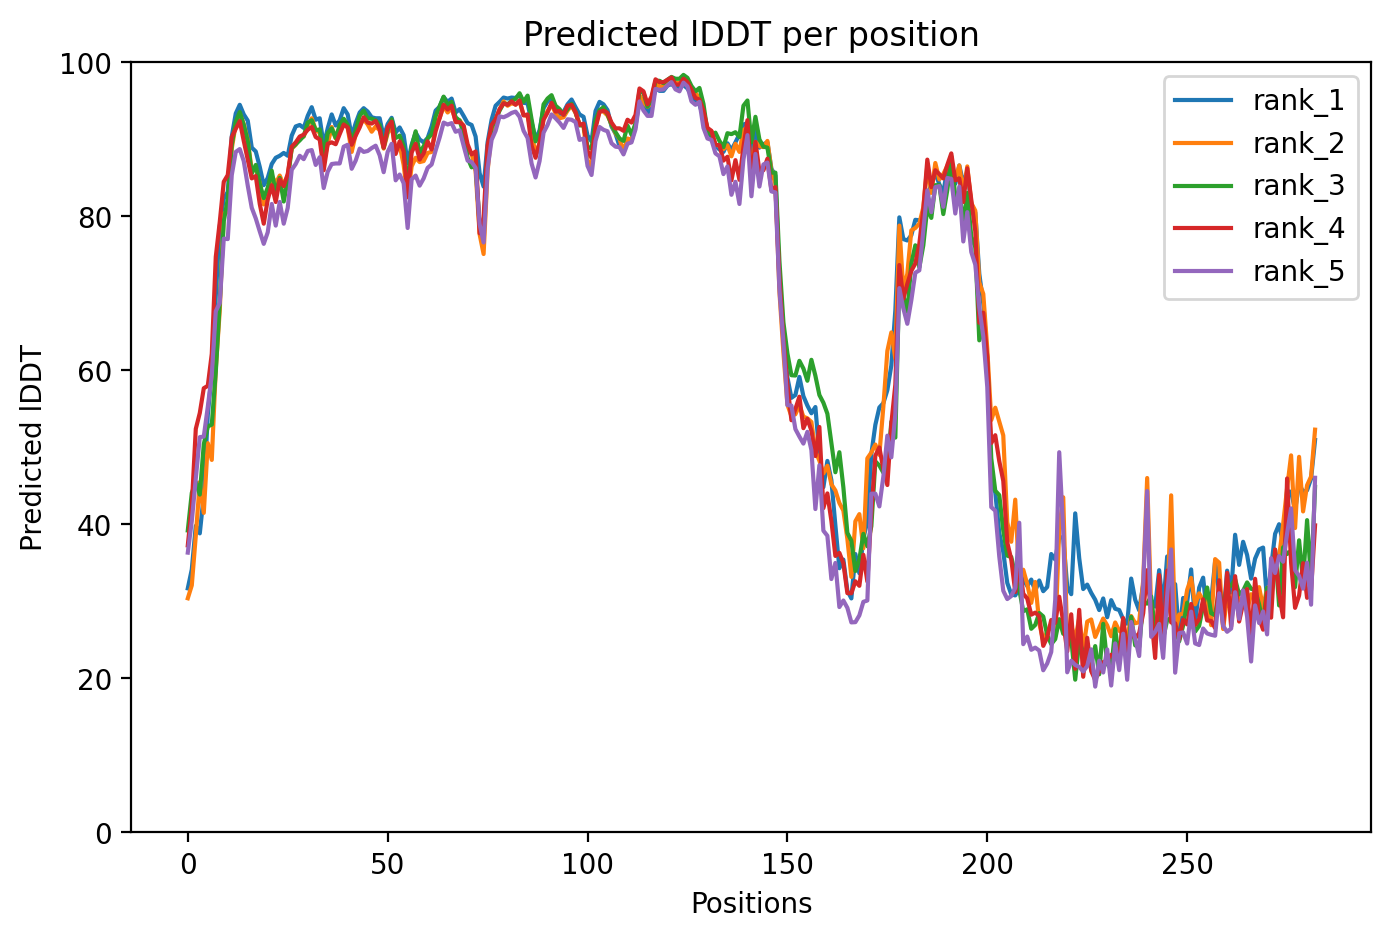 Predicted lDDT per position
100
80
60
40
20
0
Predicted lDDT
0
50
100
150
200
250
Positions
rank_1
rank_2
rank_3
rank_4
rank_5